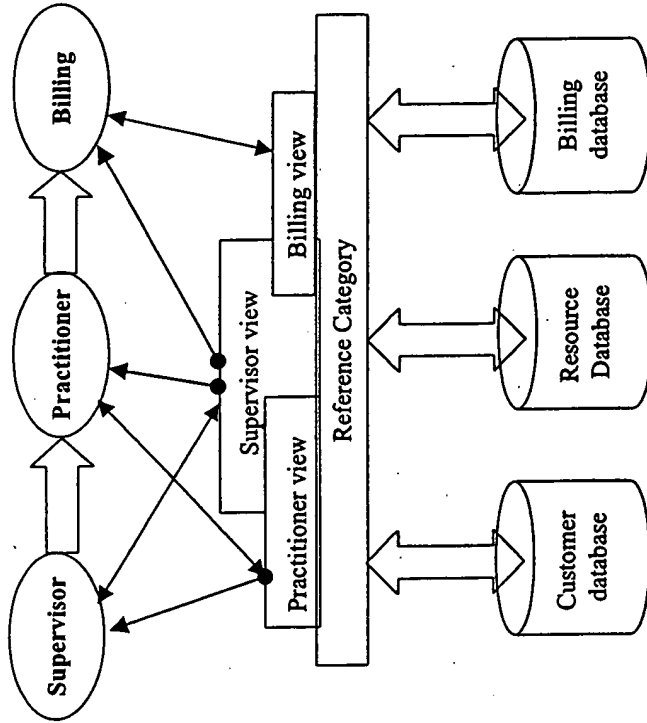 Supervisor
Practitioner
Billing
Practitioner view
Supervisor view
Billing view
Reference Category
Customer
database
Resource
Database
Billing
database